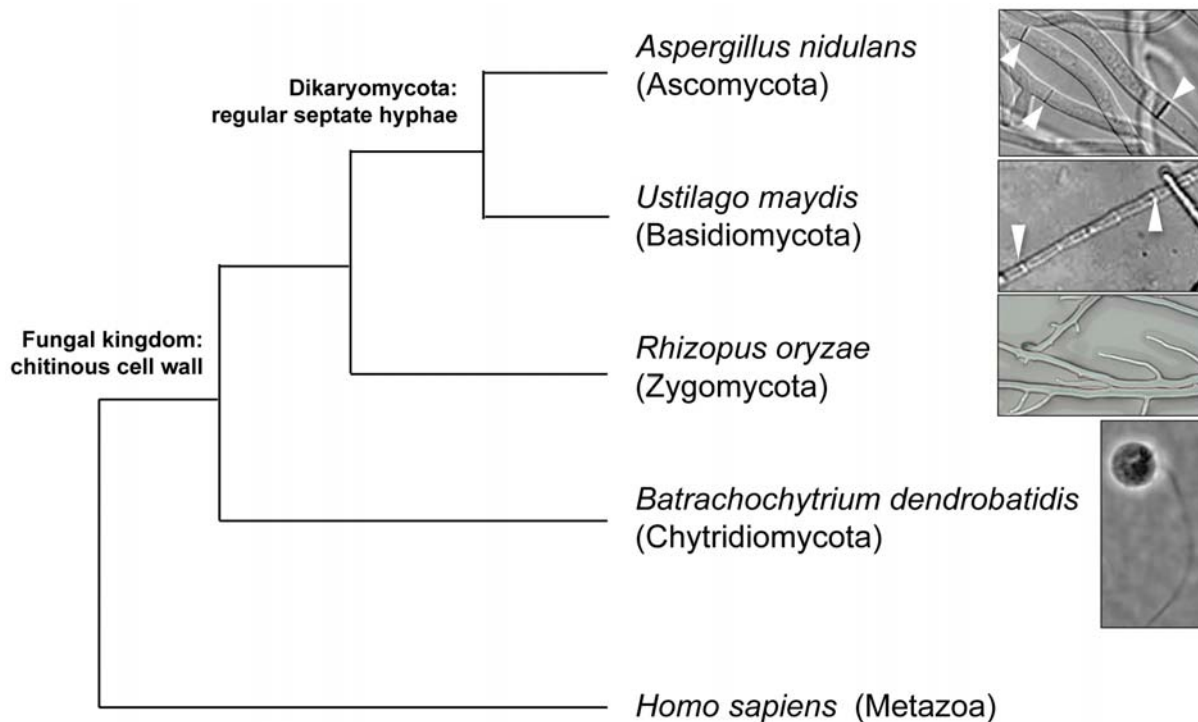 Aspergillus nidulans
(Ascomycota)
Dikaryomycota:
regular septate hyphae
Ustilago maydis
(Basidiomycota)
Fungal kingdom:
chitinous cell wall
Rhizopus oryzae
(Zygomycota)
Batrachochytrium dendrobatidis
(Chytridiomycota)
Homo sapiens (Metazoa)